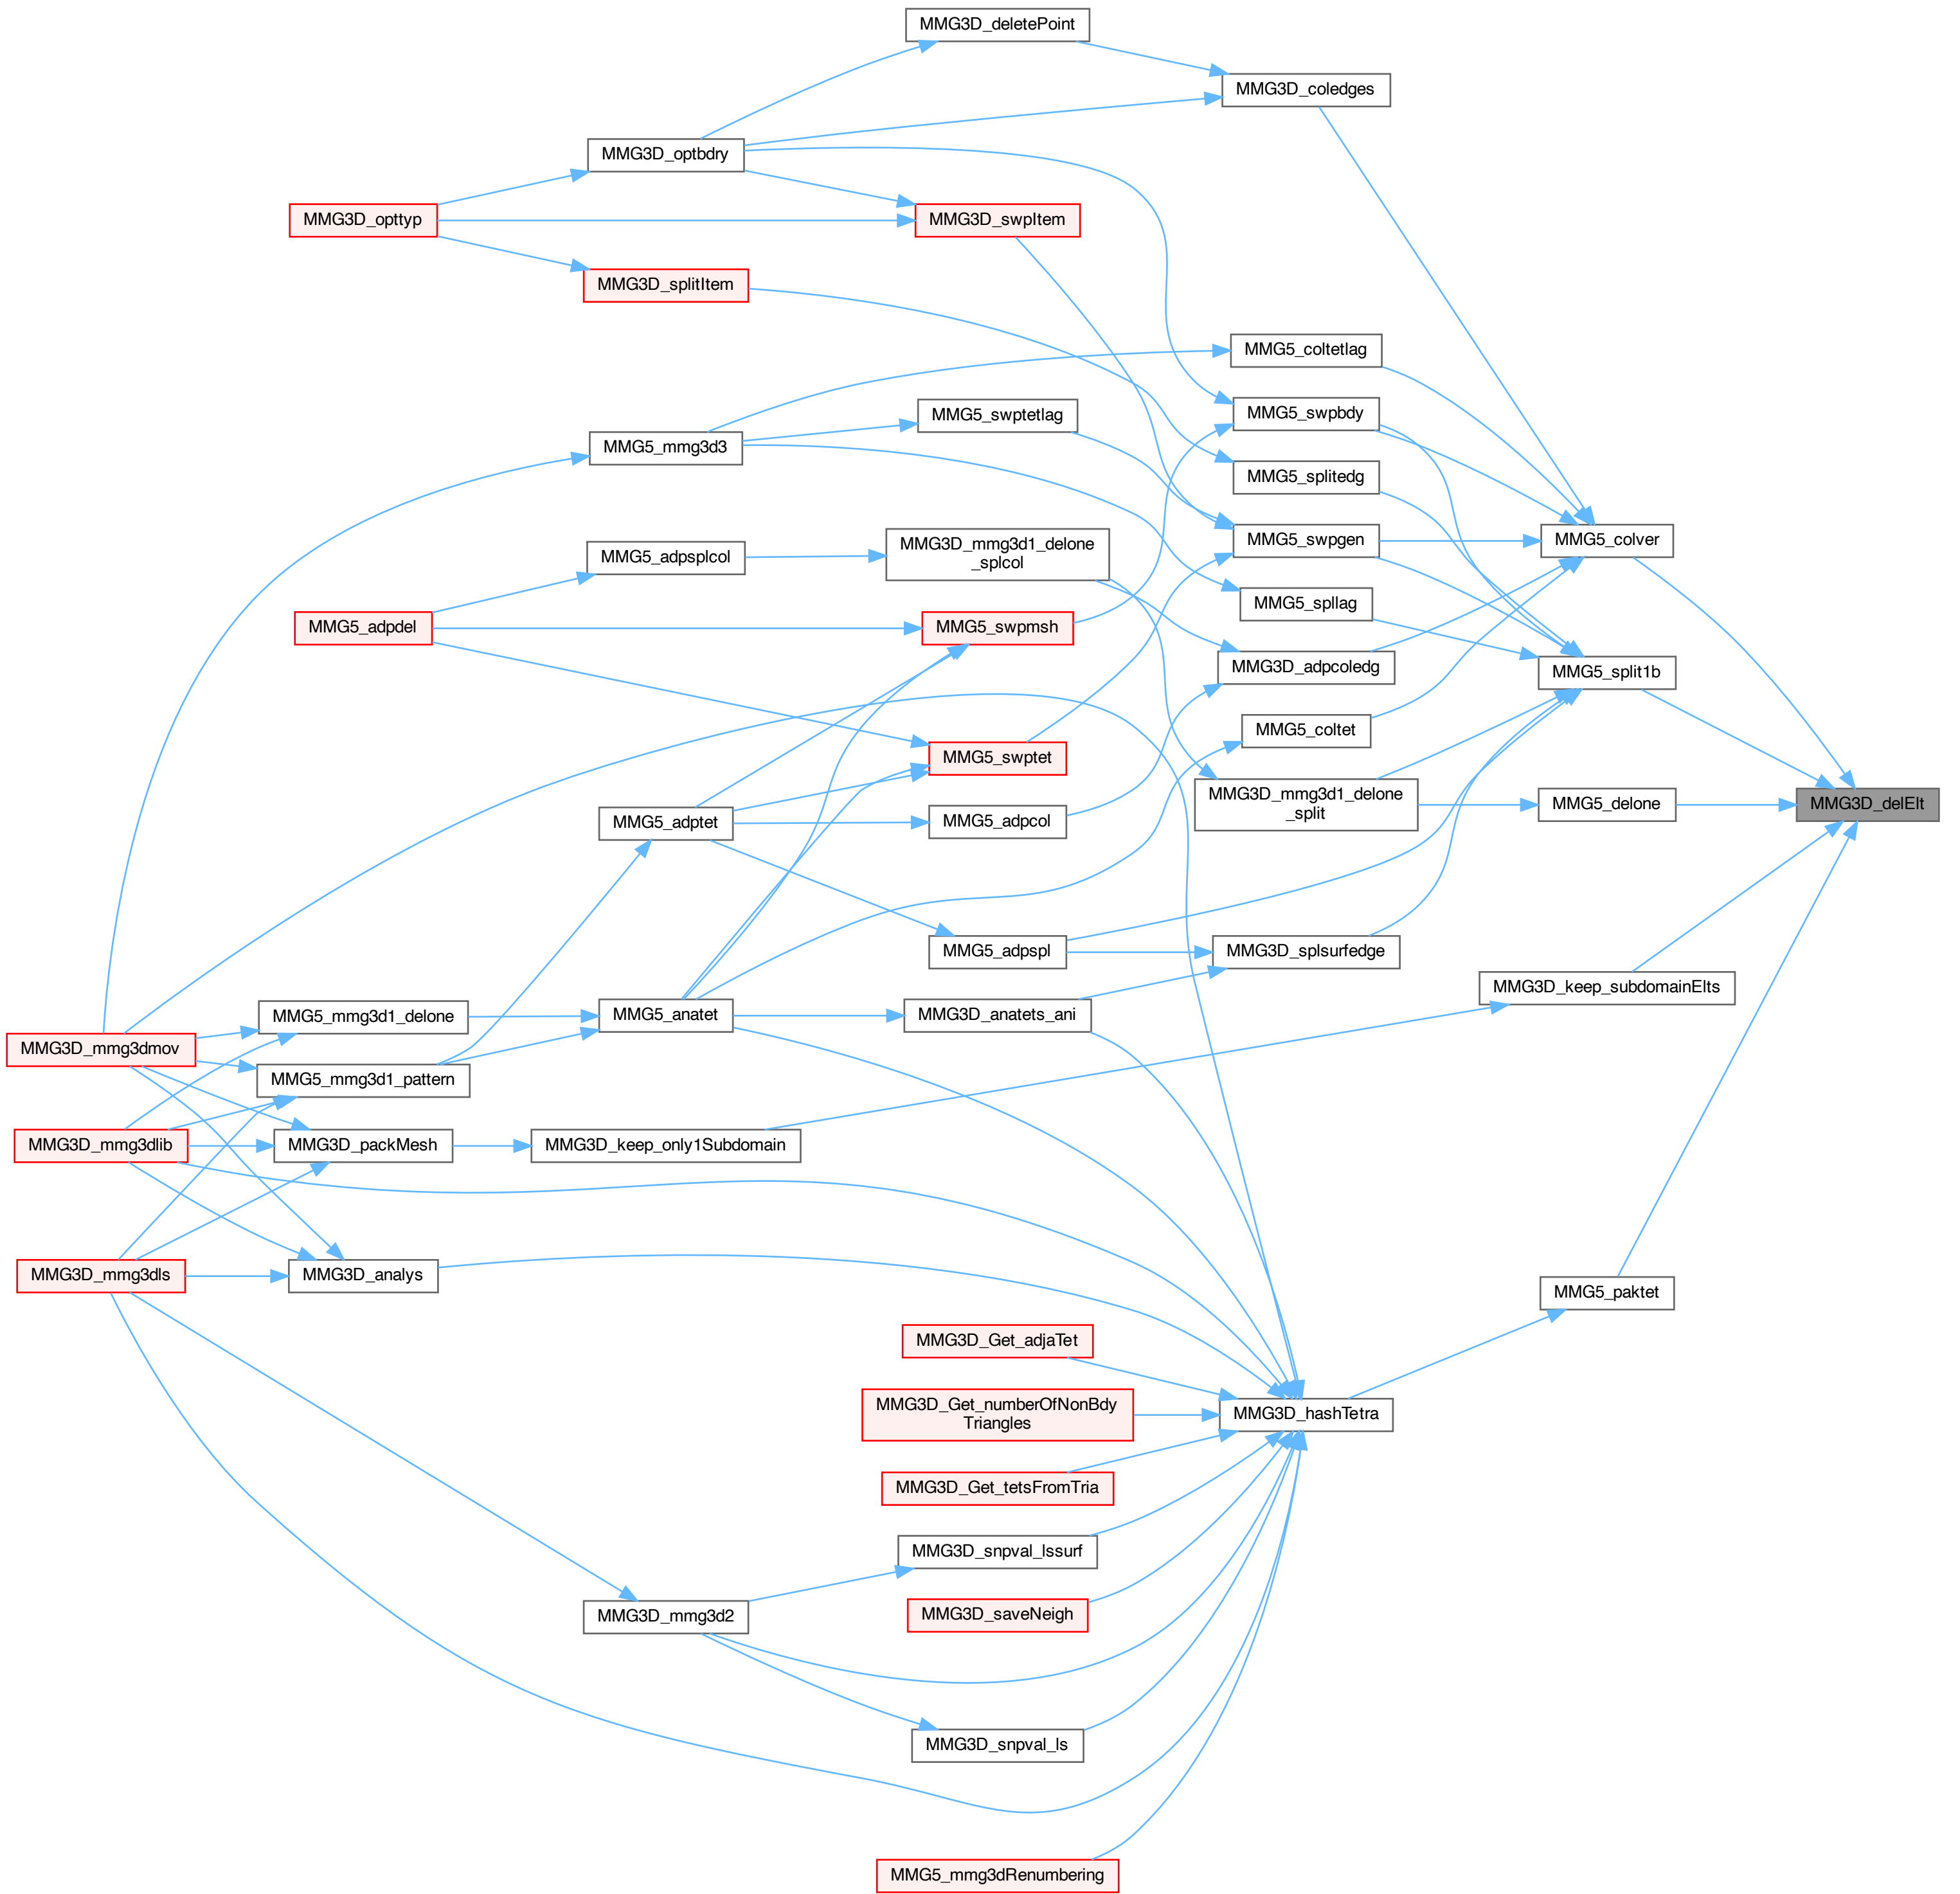 MMG3D_deletePoint
MMG3D_coledges
MMG3D_optbdry
MMG3D_opttyp
MMG3D_swpItem
MMG3D_splitItem
MMG5_coltetlag
MMG5_swptetlag
MMG5_swpbdy
MMG5_mmg3d3
MMG5_splitedg
MMG5_adpsplcol
MMG3D_mmg3d1_delone
_splcol
MMG5_swpgen
MMG5_colver
MMG5_spllag
MMG5_adpdel
MMG5_swpmsh
MMG3D_adpcoledg
MMG5_split1b
MMG5_coltet
MMG5_swptet
MMG3D_mmg3d1_delone
_split
MMG5_delone
MMG3D_delElt
MMG5_adptet
MMG5_adpcol
MMG5_adpspl
MMG3D_splsurfedge
MMG3D_keep_subdomainElts
MMG5_mmg3d1_delone
MMG5_anatet
MMG3D_anatets_ani
MMG3D_mmg3dmov
MMG5_mmg3d1_pattern
MMG3D_mmg3dlib
MMG3D_packMesh
MMG3D_keep_only1Subdomain
MMG3D_mmg3dls
MMG3D_analys
MMG5_paktet
MMG3D_Get_adjaTet
MMG3D_Get_numberOfNonBdy
Triangles
MMG3D_hashTetra
MMG3D_Get_tetsFromTria
MMG3D_snpval_lssurf
MMG3D_mmg3d2
MMG3D_saveNeigh
MMG3D_snpval_ls
MMG5_mmg3dRenumbering